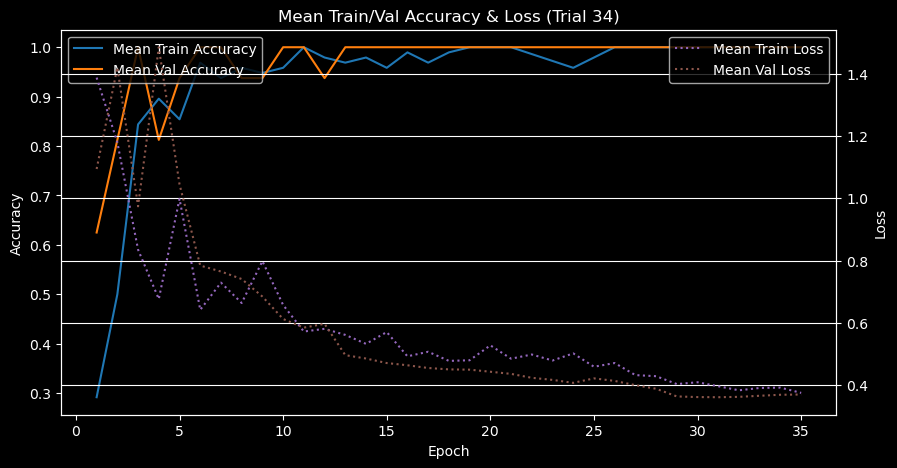 Mean Train/Val Accuracy & Loss (Trial 34)
Mean Train Accuracy
Mean Val Accuracy
Mean Train Loss
Mean Val Loss
Accuracy
1.0
0.9
0.8
0.7
0.6
0.5
0.4
0.3
1.4
1.2
1.0
0.8
0.6
0.4
Loss
0 5 10 15 20 25 30 35
Epoch